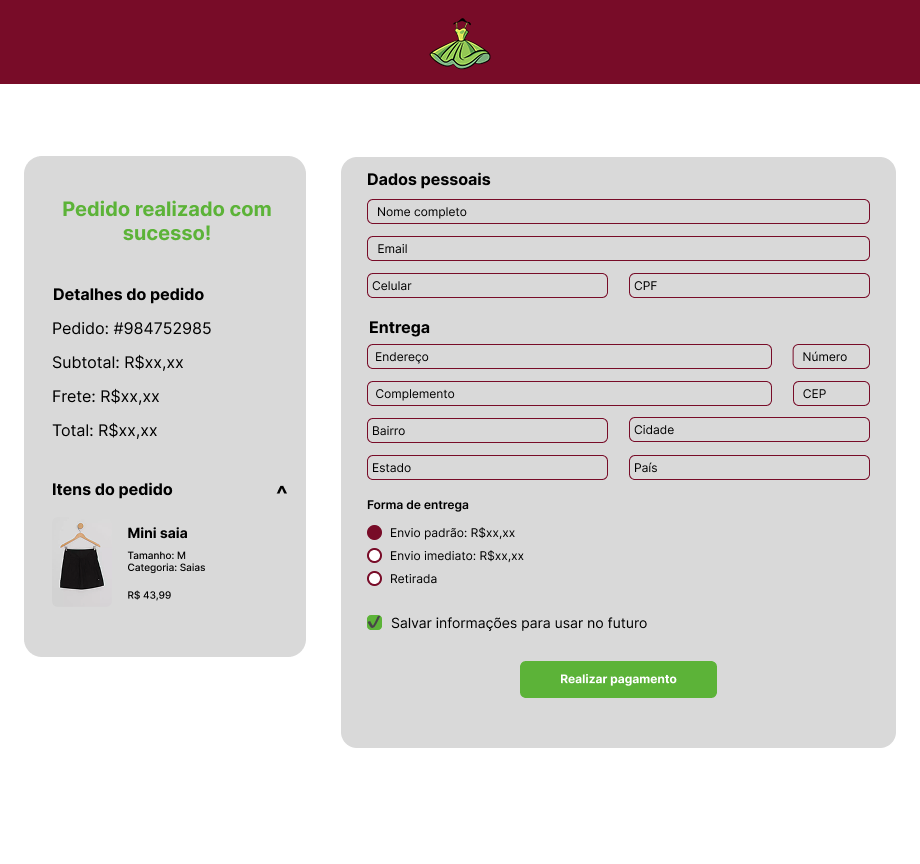 Pedido realizado com
sucesso!
Detalhes do pedido
Pedido: #984752985
Subtotal: R$xx,xx
Frete: R$xx,xx
Total: R$xx,xx
Itens do pedido
Mini saia
Tamanho: M
Categoria: Saias
R$ 43,99
Dados pessoais
Nome completo
Email
Celular CPF
Entrega
Endereço Número
Complemento CEP
Bairro Cidade
Estado País
Forma de entrega
Envio padrão: R$xx,xx
Envio imediato: R$xx,xx
Retirada
Salvar informações para usar no futuro
Realizar pagamento